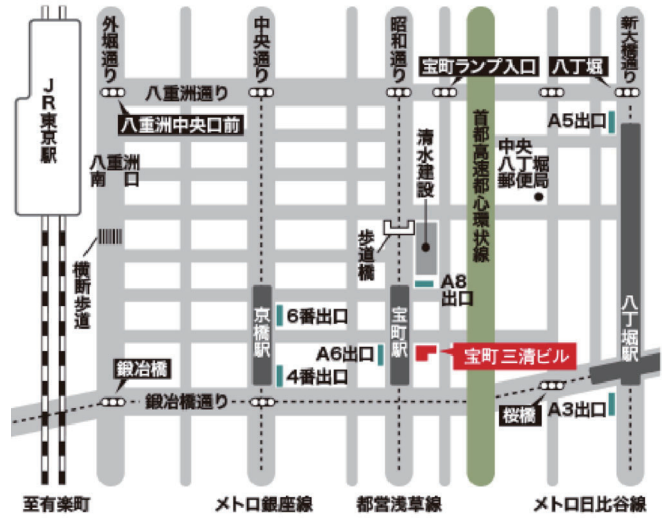 外堀通り
中央通り
昭和通り
新大橋通り
宝町ランプ入口
八丁堀
八重洲通り
JR東京駅
八重洲中央口前
A5出口
首都高速都心環状線
清水建設
中央
八丁堀
郵便局
八重洲
南口
歩道橋
横断歩道
A8
出口
京橋駅
6番出口
宝町駅
八丁堀駅
A6出口
宝町三清ビル
鍛冶橋
4番出口
鍛冶橋通り
桜橋
A3出口
至有楽町
メトロ銀座線
都営浅草線
メトロ日比谷線